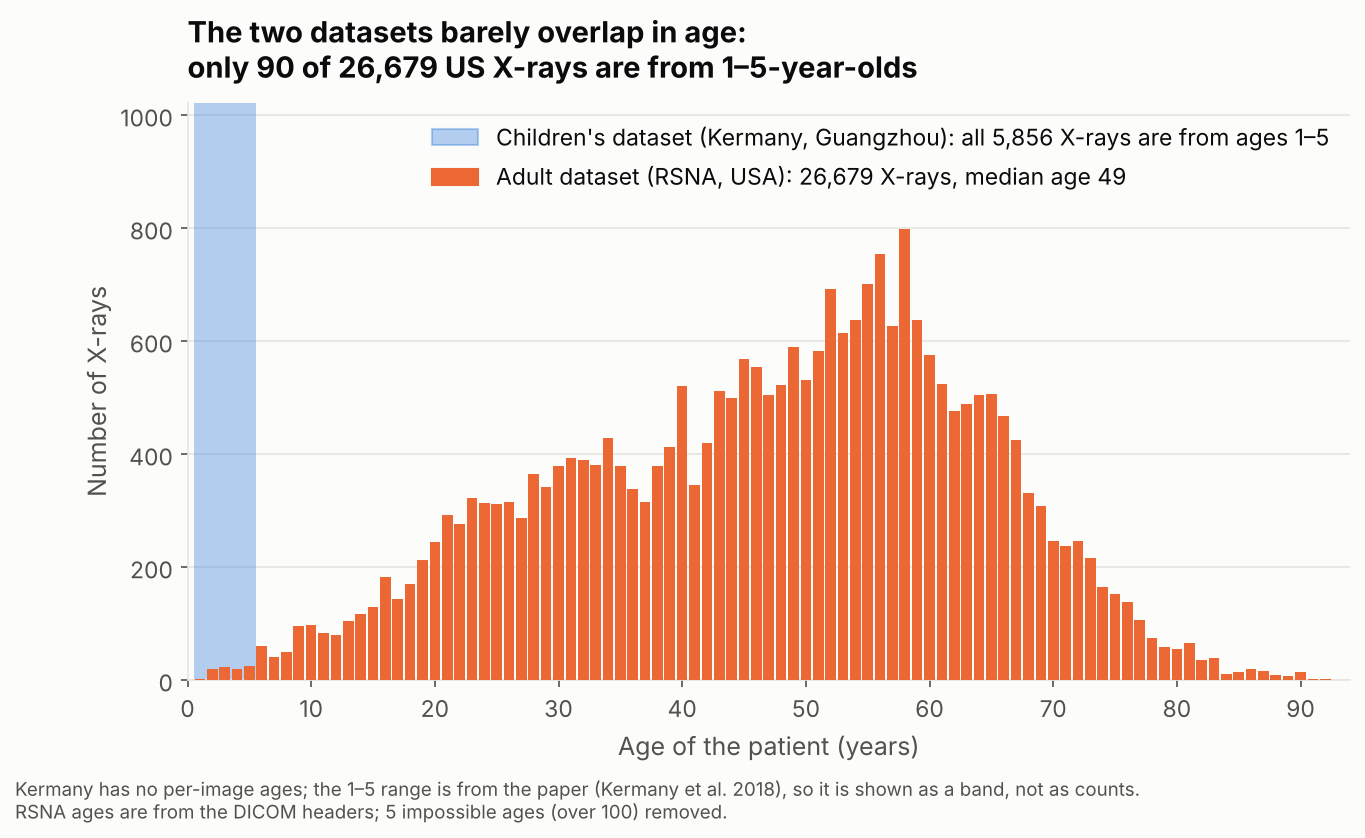 The two datasets barely overlap in age:
only 90 of 26,679 US X-rays are from 1–5-year-olds
Children's dataset (Kermany, Guangzhou): all 5,856 X-rays are from ages 1–5
Adult dataset (RSNA, USA): 26,679 X-rays, median age 49
Number of X-rays
1000
800
600
400
200
0
0 10 20 30 40 50 60 70 80 90
Age of the patient (years)
Kermany has no per-image ages; the 1–5 range is from the paper (Kermany et al. 2018), so it is shown as a band, not as counts.
RSNA ages are from the DICOM headers; 5 impossible ages (over 100) removed.